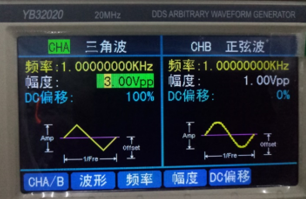 YB32020 20MHz DDS ARBITRARY WAVEFORM GENERATOR
CHA 三角波
频率:1.00000000KHz
幅度: 3.00Vpp
DC偏移: 100%
Amp
Offset
1/Fre
CHB 正弦波
频率:1.00000000KHz
幅度: 1.00Vpp
DC偏移: 0%
Amp
Offset
1/Fre
CHA/B 波形 频率 幅度 DC偏移